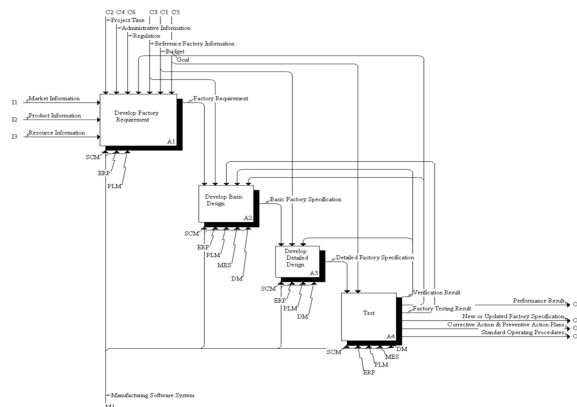 C2 C4 C6 C3 C1 C5
Project Time
Administrative Information
Regulation
Reference Factory Information
Budget
Goal
I1 Market Information
I2 Product Information
I3 Resource Information
Develop Factory
Requirement
A1
Factory Requirement
SCM
ERP
PLM
Develop Basic
Design
A2
Basic Factory Specification
SCM
ERP
PLM
MES
DM
Develop
Detailed
Design
A3
Detailed Factory Specification
SCM
ERP
PLM
DM
Test
A4
Verification Result
Performance Result
Factory Testing Result
New or Updated Factory Specification
Corrective Action & Preventive Action Plans
Standard Operating Procedures
SCM
ERP
PLM
MES
DM
Manufacturing Software System
M1